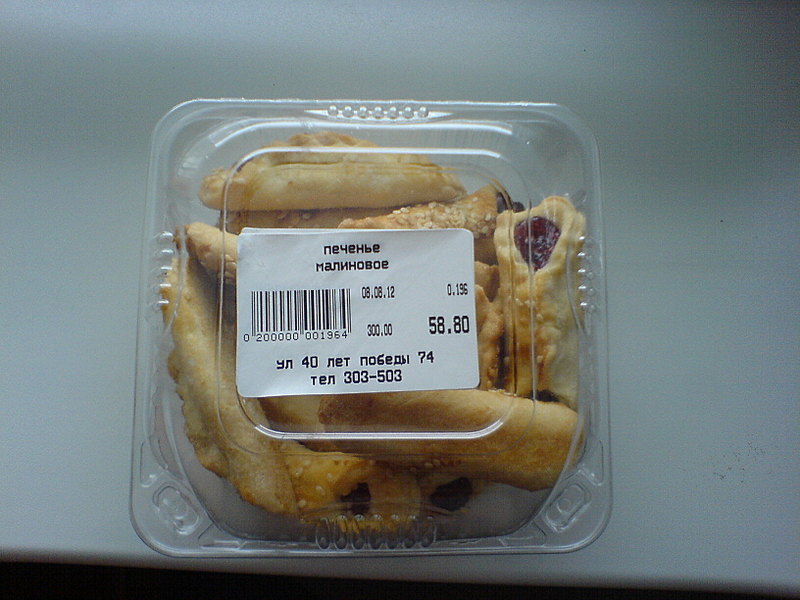 печенье
малиновое
08.08.12 0.196
300.00 58.80
0 200000 001964
ул 40 лет победы 74
тел 303-503